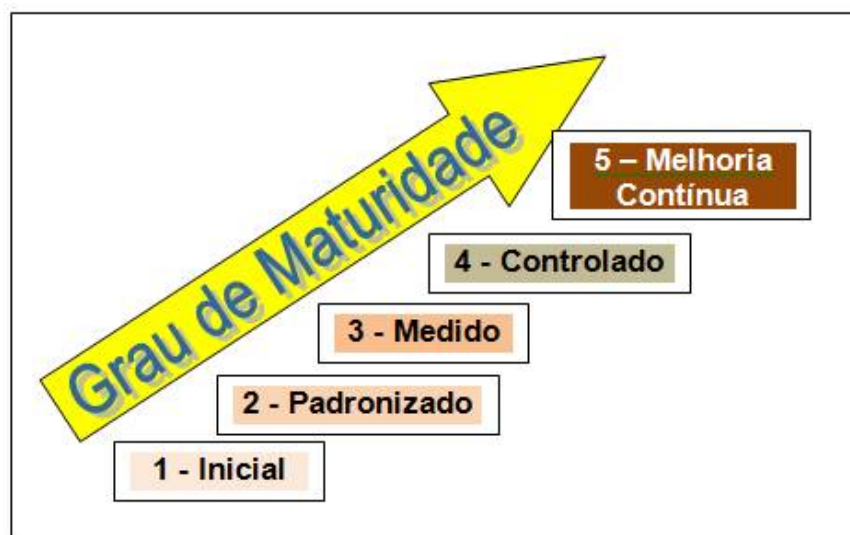 Grau de Maturidade
5 – Melhoria
Contínua
4 - Controlado
3 - Medido
2 - Padronizado
1 - Inicial